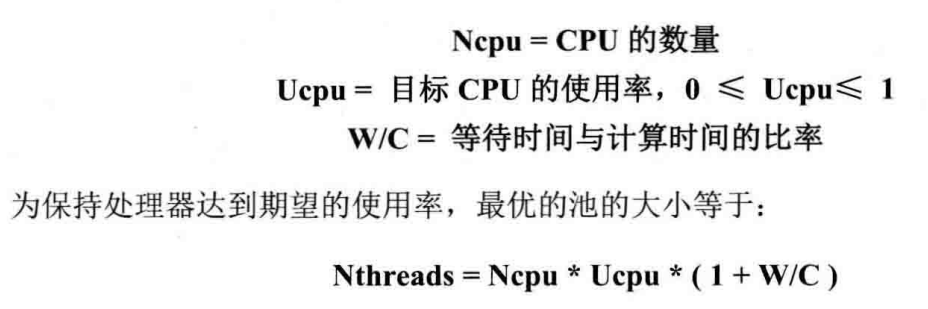 Ncpu = CPU 的数量
Ucpu = 目标 CPU 的使用率，0 ≤ Ucpu≤ 1
W/C = 等待时间与计算时间的比率
为保持处理器达到期望的使用率，最优的池的大小等于：
Nthreads = Ncpu * Ucpu * ( 1 + W/C )